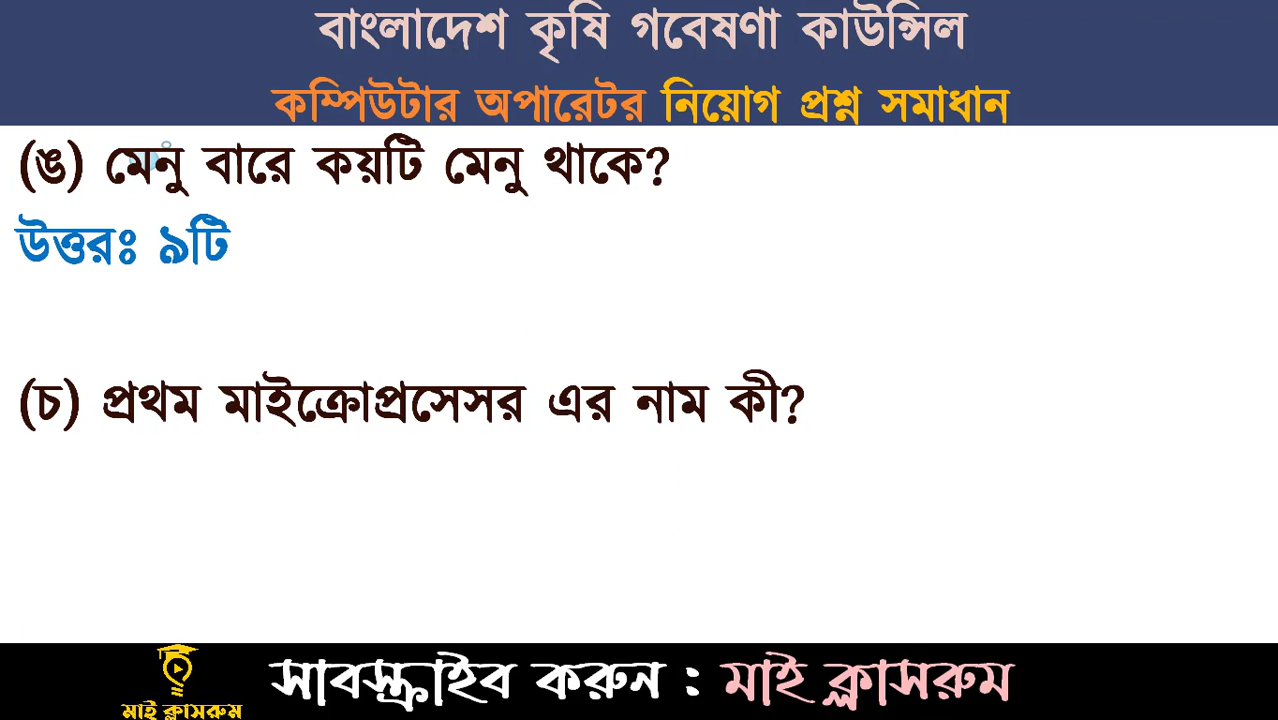 বাংলাদেশ কৃষি গবেষণা কাউন্সিল
কম্পিউটার অপারেটর নিয়োগ প্রশ্ন সমাধান
(ঙ) মেনু বারে কয়টি মেনু থাকে?
উত্তরঃ ৯টি
(চ) প্রথম মাইক্রোপ্রসেসর এর নাম কী?
সাবস্ক্রাইব করুন : মাই ক্লাসরুম
মাই ক্লাসরুম